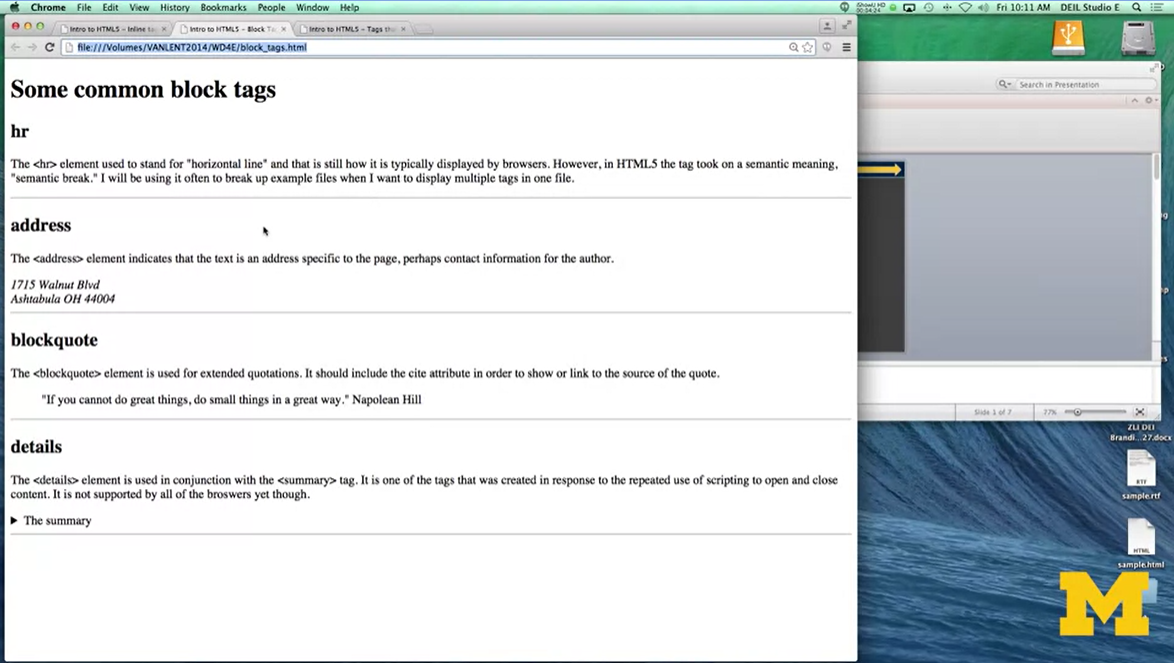 Chrome File Edit View History Bookmarks People Window Help
Fri 10:11 AM DEIL Studio E
Intro to HTML5 – Inline ta
Intro to HTML5 – Block Ta
Intro to HTML5 – Tags th
file:///Volumes/VANLENT2014/WD4E/block_tags.html
Some common block tags
hr
The <hr> element used to stand for "horizontal line" and that is still how it is typically displayed by browsers. However, in HTML5 the tag took on a semantic meaning,
"semantic break." I will be using it often to break up example files when I want to display multiple tags in one file.
address
The <address> element indicates that the text is an address specific to the page, perhaps contact information for the author.
1715 Walnut Blvd
Ashtabula OH 44004
blockquote
The <blockquote> element is used for extended quotations. It should include the cite attribute in order to show or link to the source of the quote.
"If you cannot do great things, do small things in a great way." Napolean Hill
details
The <details> element is used in conjunction with the <summary> tag. It is one of the tags that was created in response to the repeated use of scripting to open and close
content. It is not supported by all of the broswers yet though.
▶ The summary
Search in Presentation
Slide 1 of 7
77%
ZLI DEI
Brandi...27.docx
RTF
sample.rtf
HTML
sample.html
M